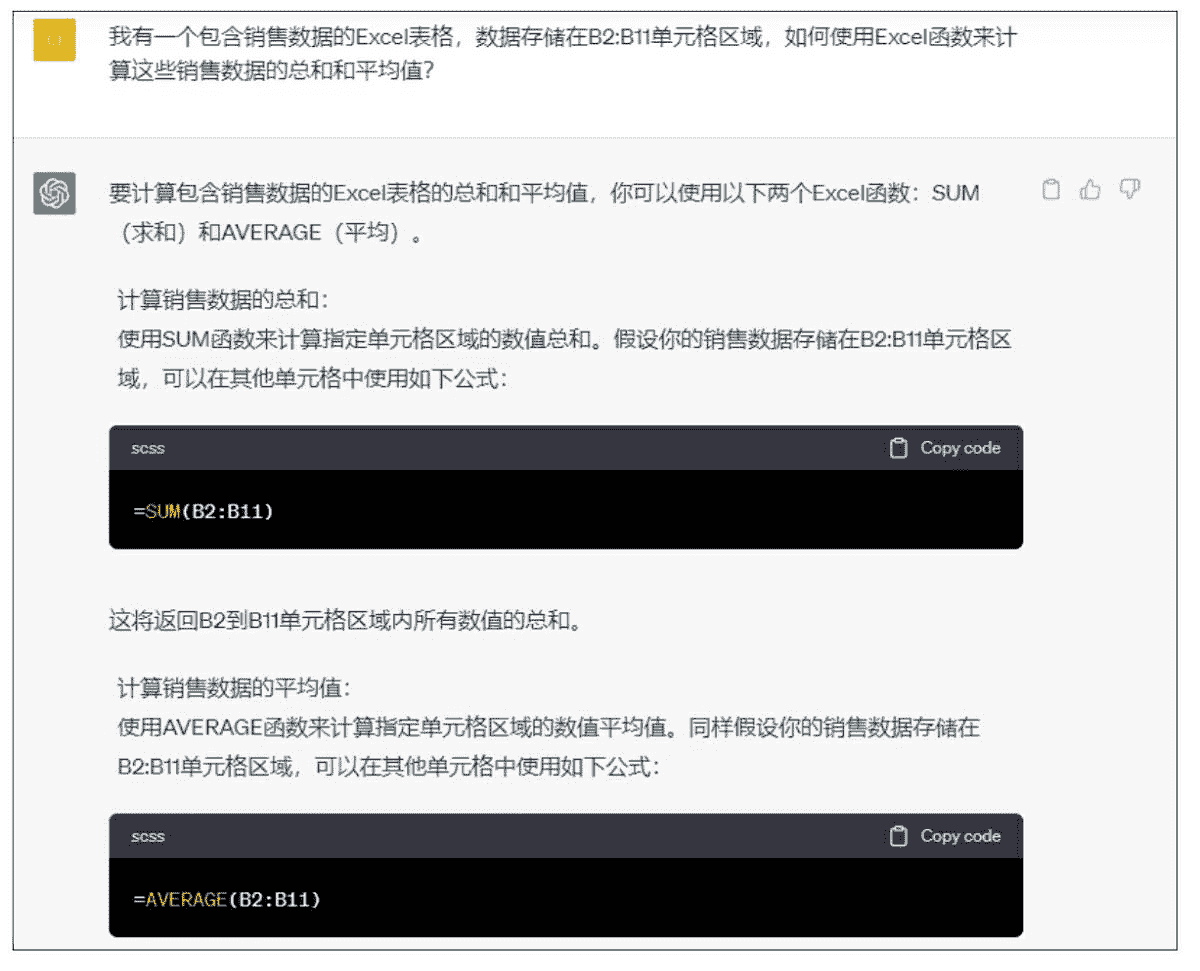 我有一个包含销售数据的Excel表格，数据存储在B2:B11单元格区域，如何使用Excel函数来计
算这些销售数据的总和和平均值？
要计算包含销售数据的Excel表格的总和和平均值，你可以使用以下两个Excel函数：SUM
（求和）和AVERAGE（平均）。
计算销售数据的总和：
使用SUM函数来计算指定单元格区域的数值总和。假设你的销售数据存储在B2:B11单元格区
域，可以在其他单元格中使用如下公式：
scss Copy code
=SUM(B2:B11)
这将返回B2到B11单元格区域内所有数值的总和。
计算销售数据的平均值：
使用AVERAGE函数来计算指定单元格区域的数值平均值。同样假设你的销售数据存储在
B2:B11单元格区域，可以在其他单元格中使用如下公式：
scss Copy code
=AVERAGE(B2:B11)